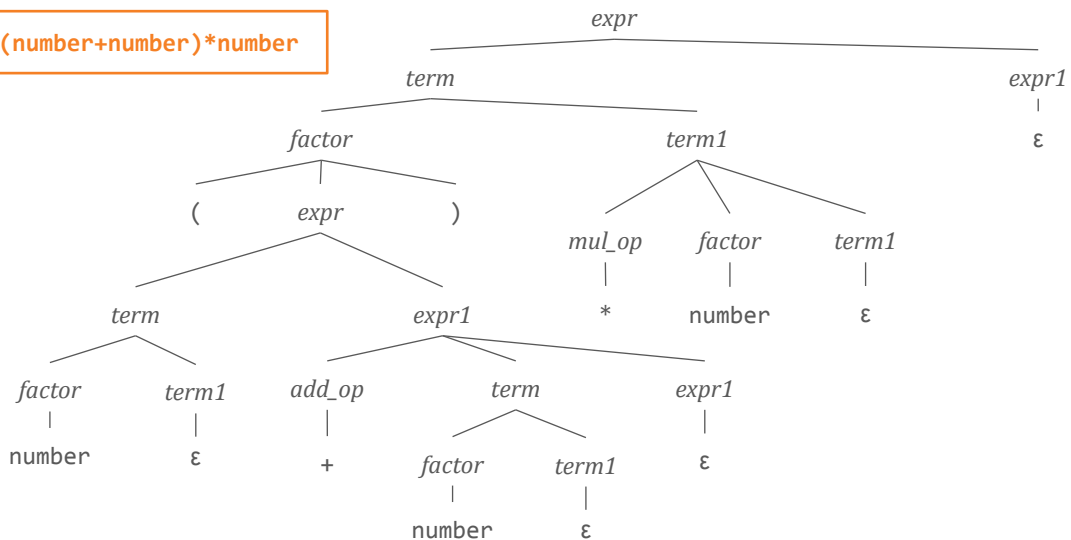 expr
(number+number)*number
term expr1
factor term1 ε
( expr ) mul_op factor term1
term expr1 * number ε
factor term1 add_op term expr1
number ε + factor term1 ε
number ε